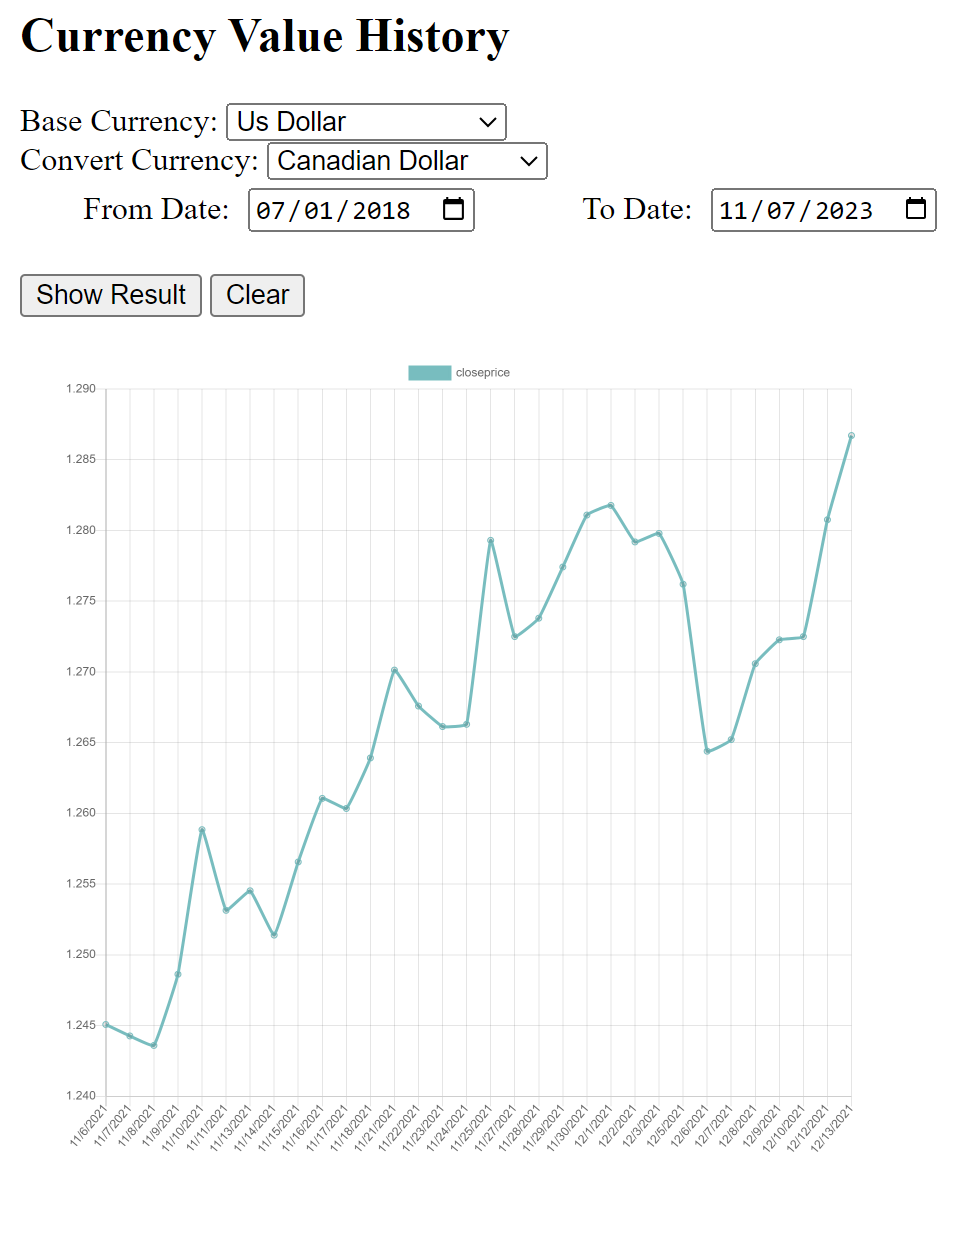 Currency Value History
Base Currency: Us Dollar
Convert Currency: Canadian Dollar
From Date: 07/01/2018 To Date: 11/07/2023
Show Result Clear
closeprice
1.290
1.285
1.280
1.275
1.270
1.265
1.260
1.255
1.250
1.245
1.240
11/6/2021 11/7/2021 11/8/2021 11/9/2021 11/10/2021 11/11/2021 11/13/2021 11/14/2021 11/15/2021 11/16/2021 11/17/2021 11/18/2021 11/21/2021 11/22/2021 11/23/2021 11/24/2021 11/25/2021 11/27/2021 11/28/2021 11/29/2021 11/30/2021 12/1/2021 12/2/2021 12/3/2021 12/5/2021 12/6/2021 12/7/2021 12/8/2021 12/9/2021 12/10/2021 12/12/2021 12/13/2021